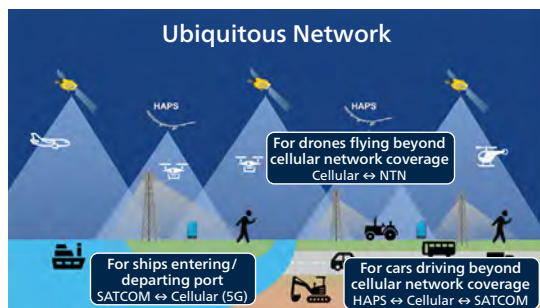 Ubiquitous Network
HAPS
HAPS
For drones flying beyond
cellular network coverage
Cellular ↔ NTN
For ships entering/
departing port
SATCOM ↔ Cellular (5G)
For cars driving beyond
cellular network coverage
HAPS ↔ Cellular ↔ SATCOM